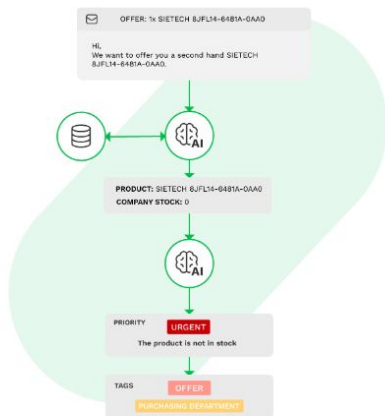 OFFER: 1x SIETECH 8JFL14-6481A-0AA0
Hi,
We want to offer you a second hand SIETECH
8JFL14-6481A-0AA0.
AI
PRODUCT: SIETECH 8JFL14-6481A-0AA0
COMPANY STOCK: 0
AI
PRIORITY
URGENT
The product is not in stock
TAGS
OFFER
PURCHASING DEPARTMENT